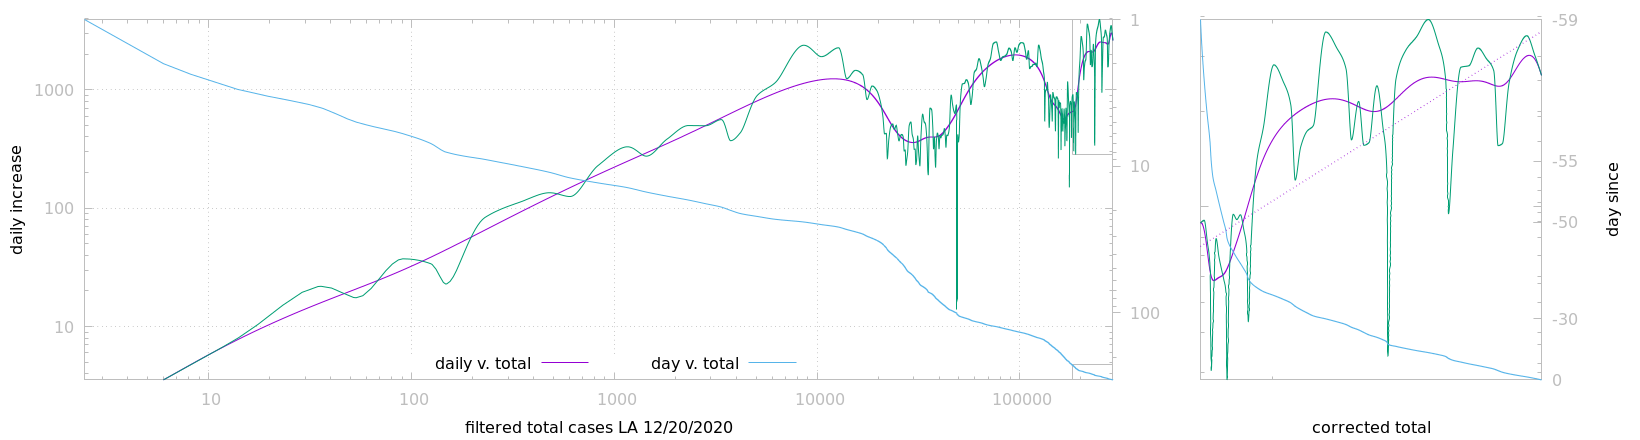 daily increase
1000
100
10
10
100
1000
10000
100000
1
10
100
daily v. total
day v. total
filtered total cases LA 12/20/2020
-59
-55
-50
-30
0
day since
corrected total